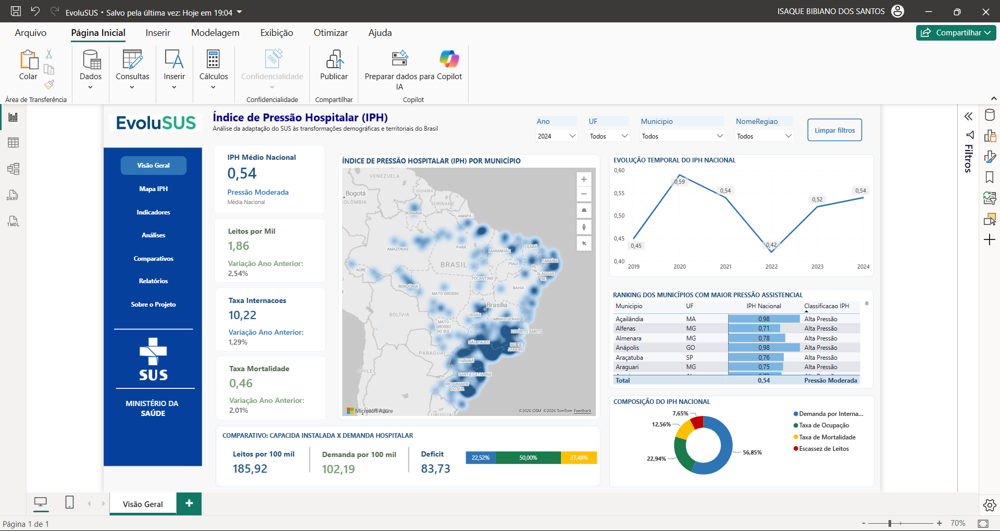 EvoluSUS • Salvo pela última vez: Hoje em 19:04
ISAQUE BIBIANO DOS SANTOS
Arquivo
Página Inicial
Inserir
Modelagem
Exibição
Otimizar
Ajuda
Compartilhar
Colar
Dados
Consultas
Inserir
Cálculos
Confidencialidade
Publicar
Preparar dados para IA
Copilot
Área de Transferência
Confidencialidade
Compartilhar
Copilot
DAX
TMDL
EvoluSUS
Índice de Pressão Hospitalar (IPH)
Análise da adaptação do SUS às transformações demográficas e territoriais do Brasil
Ano
2024
UF
Todos
Municipio
Todos
NomeRegiao
Todos
Limpar filtros
Filtros
Visão Geral
Mapa IPH
Indicadores
Análises
Comparativos
Relatórios
Sobre o Projeto
SUS
MINISTÉRIO DA
SAÚDE
IPH Médio Nacional
0,54
Pressão Moderada
Média Nacional
Leitos por Mil
1,86
Variação Ano Anterior:
2,54%
Taxa Internacoes
10,22
Variação Ano Anterior:
1,29%
Taxa Mortalidade
0,46
Variação Ano Anterior:
2,01%
ÍNDICE DE PRESSÃO HOSPITALAR (IPH) POR MUNICÍPIO
VENEZUELA
Bogotá
COLÔMBIA
GUIANA
SURINAME
RORAIMA
AMAPÁ
AMAZONAS
PARÁ
MARANHÃO
CEARÁ
PARAÍBA
PIAUÍ
PE
ALAGOAS
SE
BRASIL
ACRE
RONDÔNIA
TOCANTINS
BAHIA
MATO GROSSO
Brasília
GOIÁS
MINAS GERAIS
BOLÍVIA
MATO
GROSSO
DO SUL
ESPÍRITO SANTO
SÃO PAULO
RIO DE
JANEIRO
PARAGUAI
PARANÁ
CHILE
SANTA CATARINA
RIO GRANDE
DO SUL
Santiago
URUGUAI
Microsoft Azure
©2026 OSM ©2026 TomTom Feedback
EVOLUÇÃO TEMPORAL DO IPH NACIONAL
0,60
0,55
0,50
0,45
0,40
0,45
0,59
0,54
0,42
0,52
0,54
2019
2020
2021
2022
2023
2024
RANKING DOS MUNICÍPIOS COM MAIOR PRESSÃO ASSISTENCIAL
Municipio UF IPH Nacional Classificacao IPH
Açailândia MA 0,98 Alta Pressão
Alfenas MG 0,71 Alta Pressão
Almenara MG 0,78 Alta Pressão
Anápolis GO 0,98 Alta Pressão
Araçatuba SP 0,76 Alta Pressão
Araguari MG 0,75 Alta Pressão
Total 0,54 Pressão Moderada
COMPOSIÇÃO DO IPH NACIONAL
7,65%
12,56%
22,94%
56,85%
Demanda por Interna...
Taxa de Ocupação
Taxa de Mortalidade
Escassez de Leitos
COMPARATIVO: CAPACIDA INSTALADA X DEMANDA HOSPITALAR
Leitos por 100 mil
185,92
Demanda por 100 mil
102,19
Deficit
83,73
22,52%
50,00%
27,48%
Visão Geral
Página 1 de 1
70%